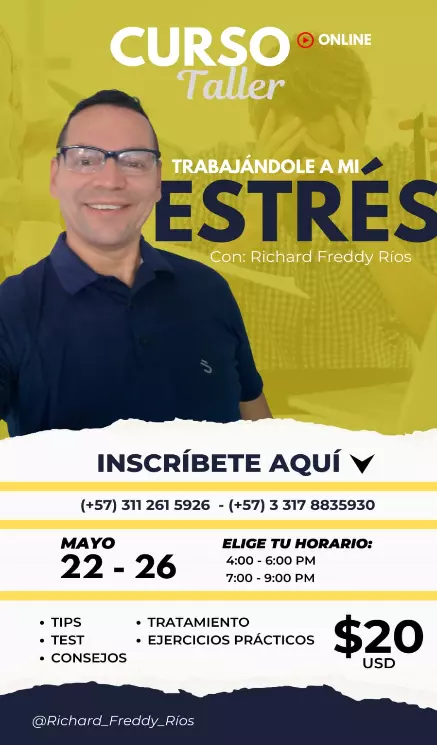 CURSO
ONLINE
Taller
TRABAJÁNDOLE A MI
ESTRÉS
Con: Richard Freddy Ríos
INSCRÍBETE AQUÍ
(+57) 311 261 5926 - (+57) 3 317 8835930
MAYO
22 - 26
ELIGE TU HORARIO:
4:00 - 6:00 PM
7:00 - 9:00 PM
• TIPS
• TEST
• CONSEJOS
• TRATAMIENTO
• EJERCICIOS PRÁCTICOS
$20
USD
@Richard_Freddy_Ríos